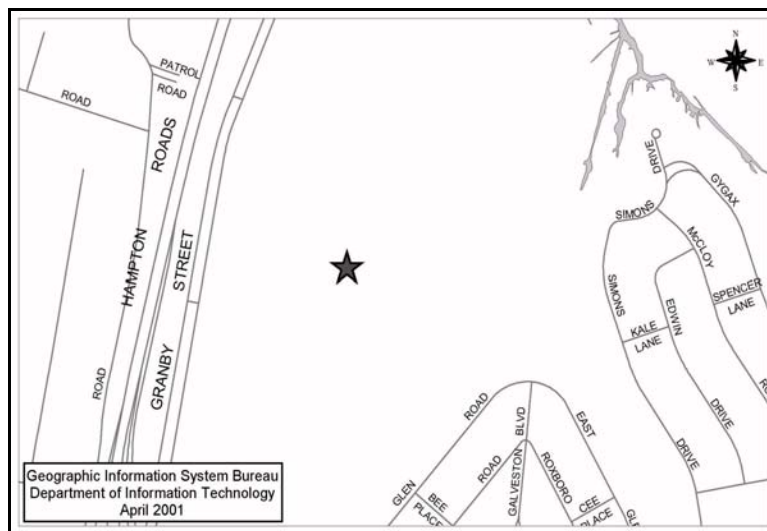 N
W E
S
PATROL
ROAD
ROAD
ROADS
HAMPTON
STREET
GRANBY
ROAD
DRIVE
GYGAX
SIMONS
McCLOY
SIMONS
SPENCER
LANE
EDWIN
KALE
LANE
DRIVE
DRIVE
ROAD
BLVD
EAST
ROAD
GALVESTON
ROXBORO
GLEN
BEE
PLACE
CEE
PLACE
Geographic Information System Bureau
Department of Information Technology
April 2001